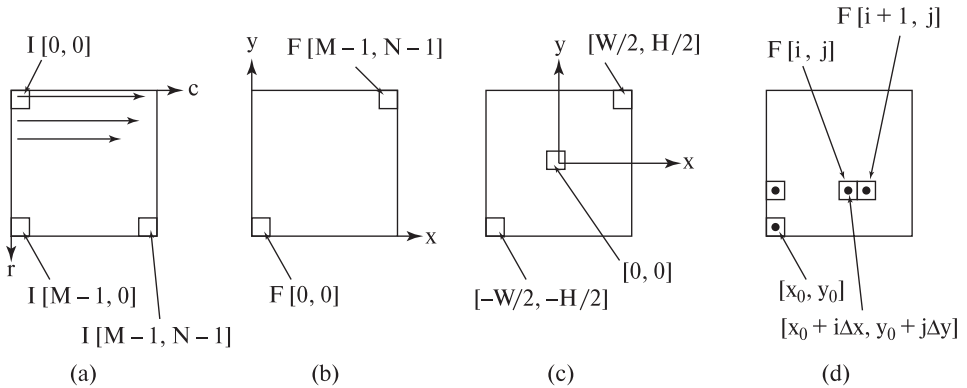 I [0, 0]
c
r
I [M − 1, 0]
I [M − 1, N − 1]
(a)
y
F [M − 1, N − 1]
x
F [0, 0]
(b)
[W/2, H/2]
y
x
[0, 0]
[−W/2, −H/2]
(c)
F [i + 1, j]
F [i, j]
[x₀, y₀]
[x₀ + iΔx, y₀ + jΔy]
(d)